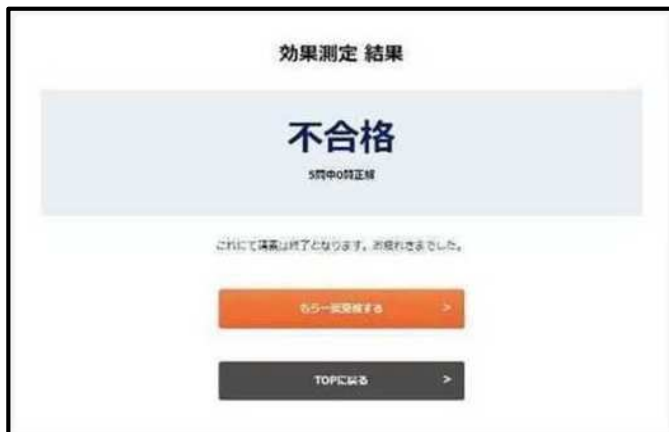 効果測定 結果
不合格
5問中0問正解
これにて講義は終了となります。お疲れさまでした。
もう一度受検する >
TOPに戻る >